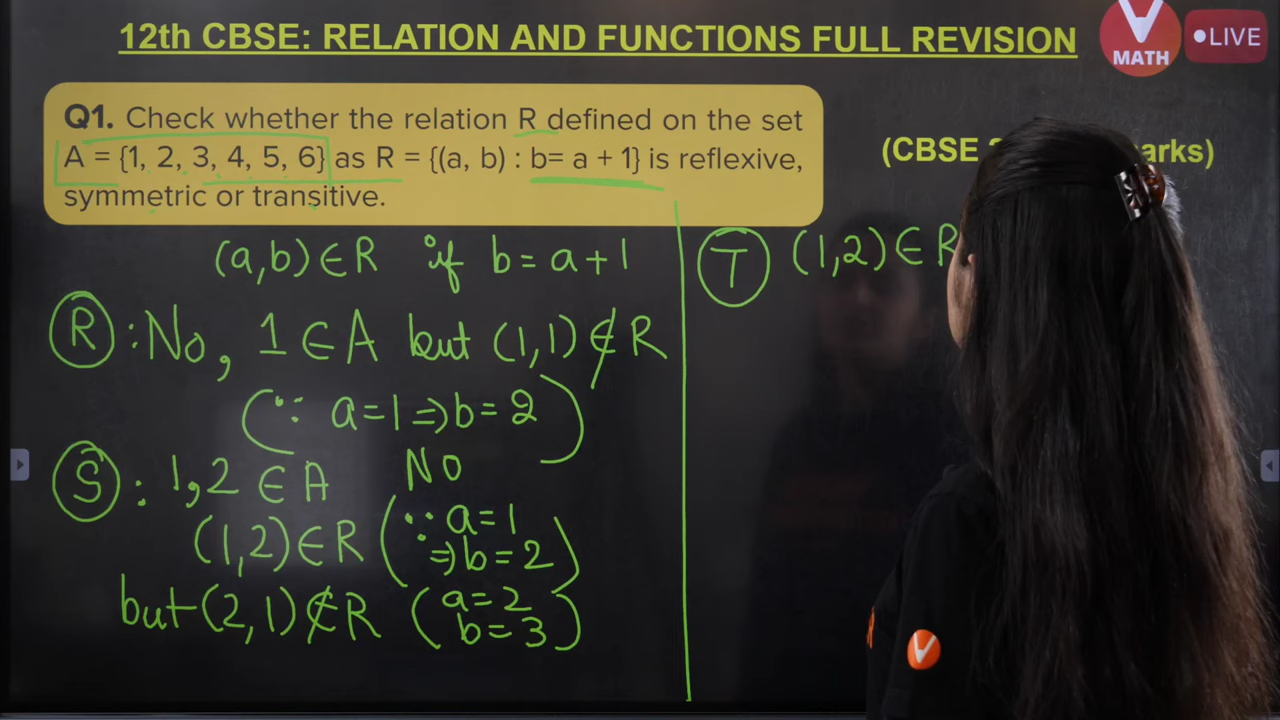 12th CBSE: RELATION AND FUNCTIONS FULL REVISION
MATH
●LIVE
Q1. Check whether the relation R defined on the set
A = {1, 2, 3, 4, 5, 6} as R = {(a, b) : b= a + 1} is reflexive,
symmetric or transitive.
(CBSE
(a,b)∈R if b = a+1
Ⓡ : No, 1 ∈ A but (1,1) ∉ R
(∵ a=1 ⇒ b=2)
Ⓢ : 1,2 ∈ A NO
(1,2)∈R (∵ a=1
⇒ b=2)
but (2,1) ∉ R (a=2
b=3)
Ⓣ (1,2) ∈ R